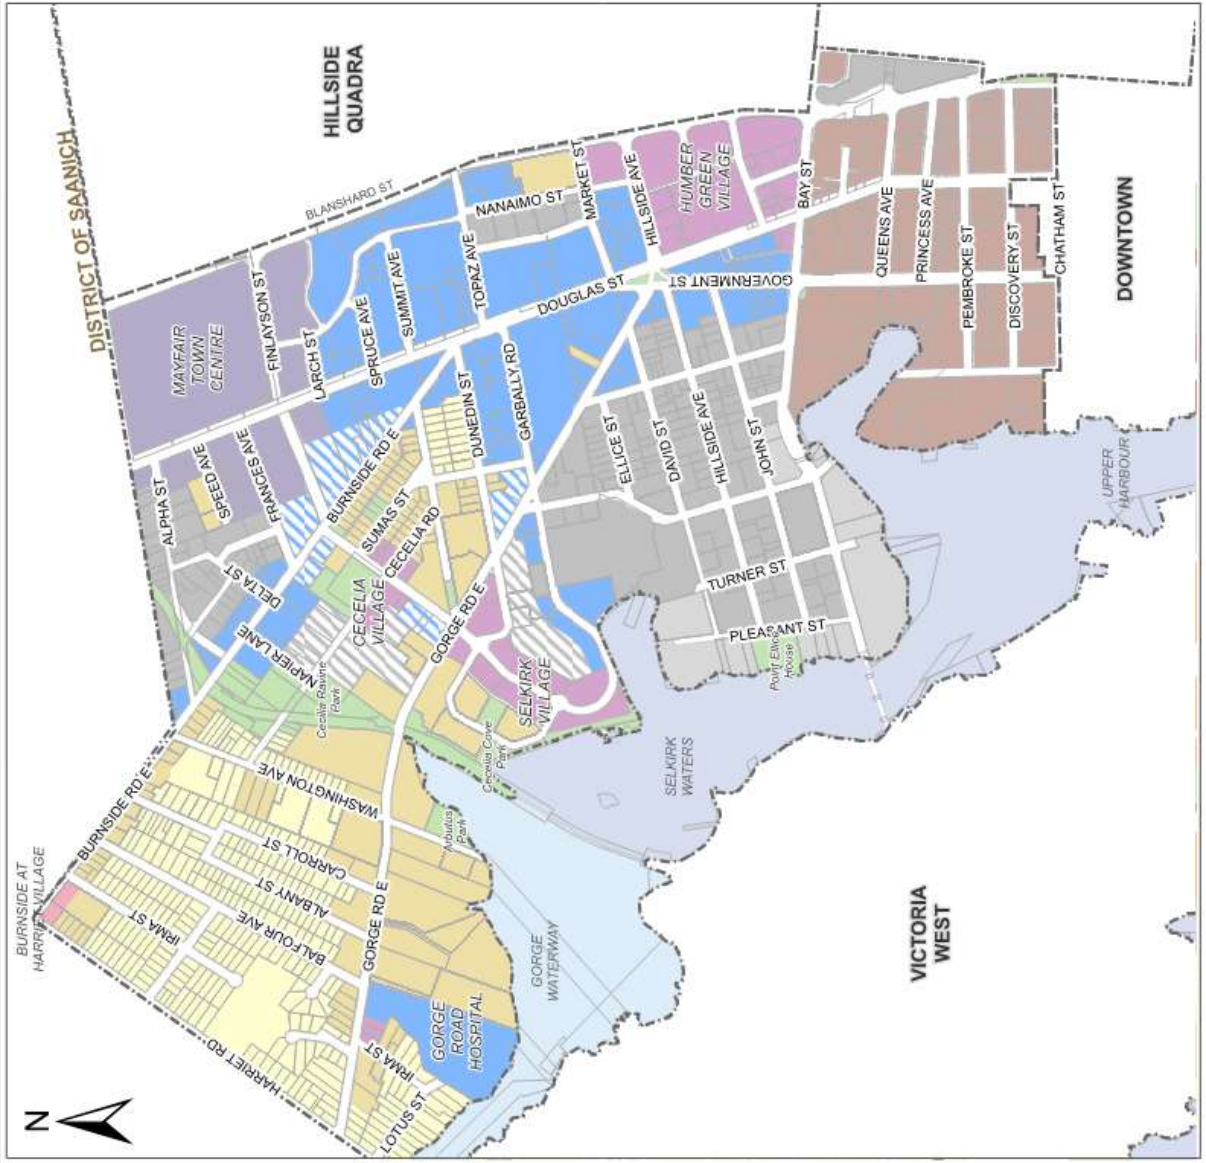 HILLSIDE
QUADRA
DISTRICT OF SAANICH
BLANSHARD ST
MAYFAIR
TOWN
CENTRE
FINLAYSON ST
LARCH ST
SPRUCE AVE
SUMMIT AVE
TOPAZ AVE
NANAIMO ST
MARKET ST
HILLSIDE AVE
HUMBER
GREEN
VILLAGE
BAY ST
QUEENS AVE
PRINCESS AVE
PEMBROKE ST
DISCOVERY ST
CHATHAM ST
DOWNTOWN
DOUGLAS ST
GOVERNMENT ST
ALPHA ST
SPEED AVE
FRANCES AVE
BURNSIDE RD E
DUNEDIN ST
GARBALLY RD
ELLICE ST
DAVID ST
HILLSIDE AVE
JOHN ST
UPPER
HARBOUR
SUMAS ST
CECELIA RD
DELTA ST
CECELIA
VILLAGE
NAPIER LANE
GORGE RD E
TURNER ST
PLEASANT ST
Point Ellice
House
Cecelia Ravine
Park
SELKIRK
VILLAGE
Cecelia Cove
Park
SELKIRK
WATERS
BURNSIDE RD E
WASHINGTON AVE
CARROLL ST
ALBANY ST
BALFOUR AVE
IRMA ST
Arbutus
Park
BURNSIDE AT
HARRIET VILLAGE
GORGE RD E
GORGE
WATERWAY
VICTORIA
WEST
GORGE
ROAD
HOSPITAL
HARRIET RD
IRMA ST
LOTUS ST
N